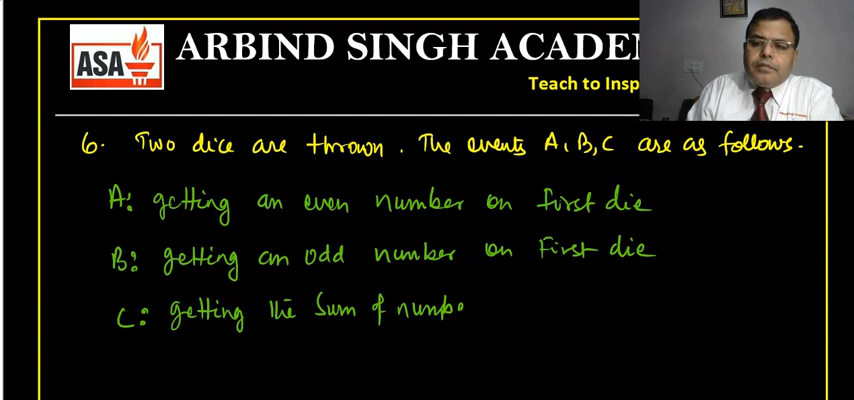 ASA
ARBIND SINGH ACADE
Teach to Insp
6. Two dice are thrown. The events A, B, C are as follows.
A: getting an even number on first die
B: getting an odd number on First die
C: getting the Sum of numbe